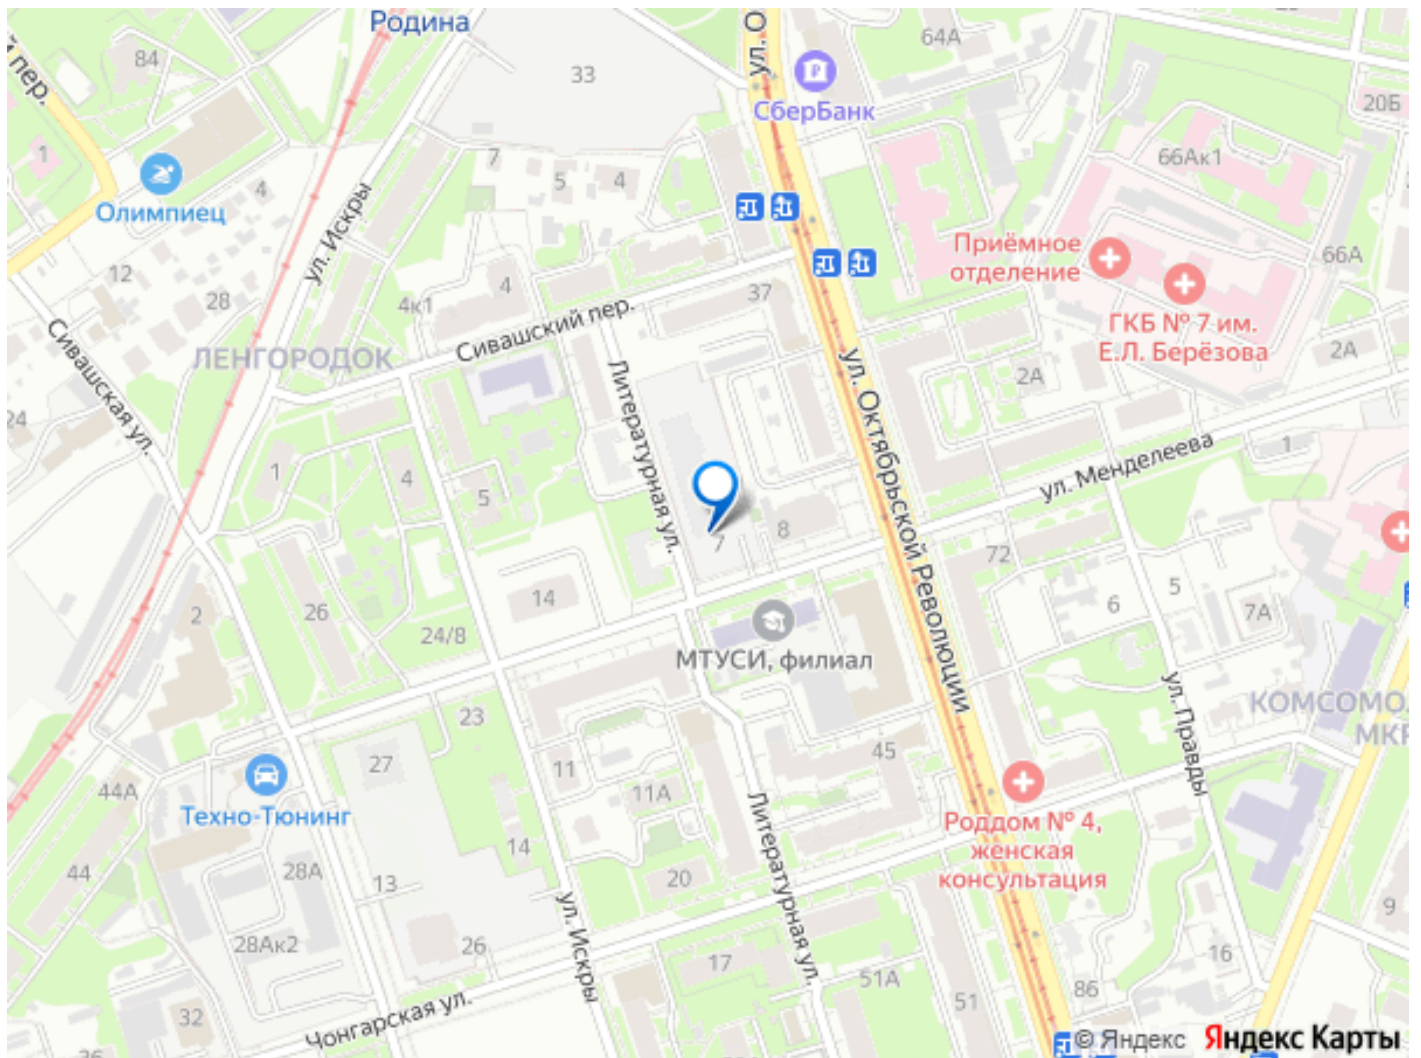 Родина
ул. О
84
33
64А
СберБанк
20Б
й пер.
1
7
5
4
66Ак1
4
Олимпиец
ул. Искры
Приёмное
отделение
66А
12
28
4к1
4
37
ГКБ № 7 им.
Е.Л. Берёзова
2А
2А
Сивашский пер.
ЛЕНГОРОДОК
Сивашская ул.
24
Литературная ул.
ул. Октябрьской Революции
ул. Менделеева
1
1
4
5
7
8
72
5
6
7А
14
2
26
24/8
МТУСИ, филиал
ул. Правды
КОМСОМОЛ
МКР
23
27
11
11А
45
44А
Техно-Тюнинг
Литературная ул.
Роддом № 4,
женская
консультация
14
44
28А
13
20
ул. Искры
9
28Ак2
26
17
51А
16
51
86
32
Чонгарская ул.
36
© Яндекс Яндекс Карты